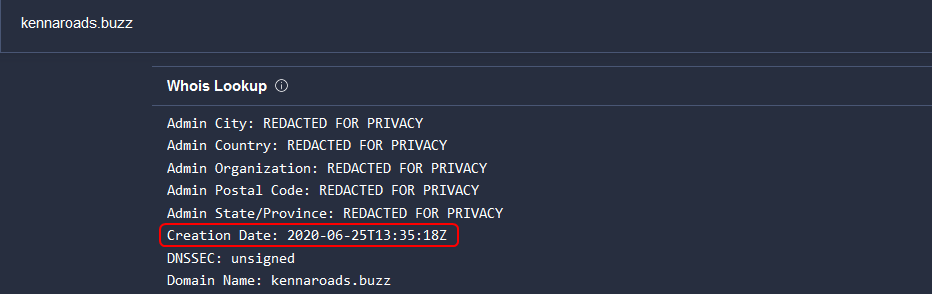 kennaroads.buzz
Whois Lookup
Admin City: REDACTED FOR PRIVACY
Admin Country: REDACTED FOR PRIVACY
Admin Organization: REDACTED FOR PRIVACY
Admin Postal Code: REDACTED FOR PRIVACY
Admin State/Province: REDACTED FOR PRIVACY
Creation Date: 2020-06-25T13:35:18Z
DNSSEC: unsigned
Domain Name: kennaroads.buzz